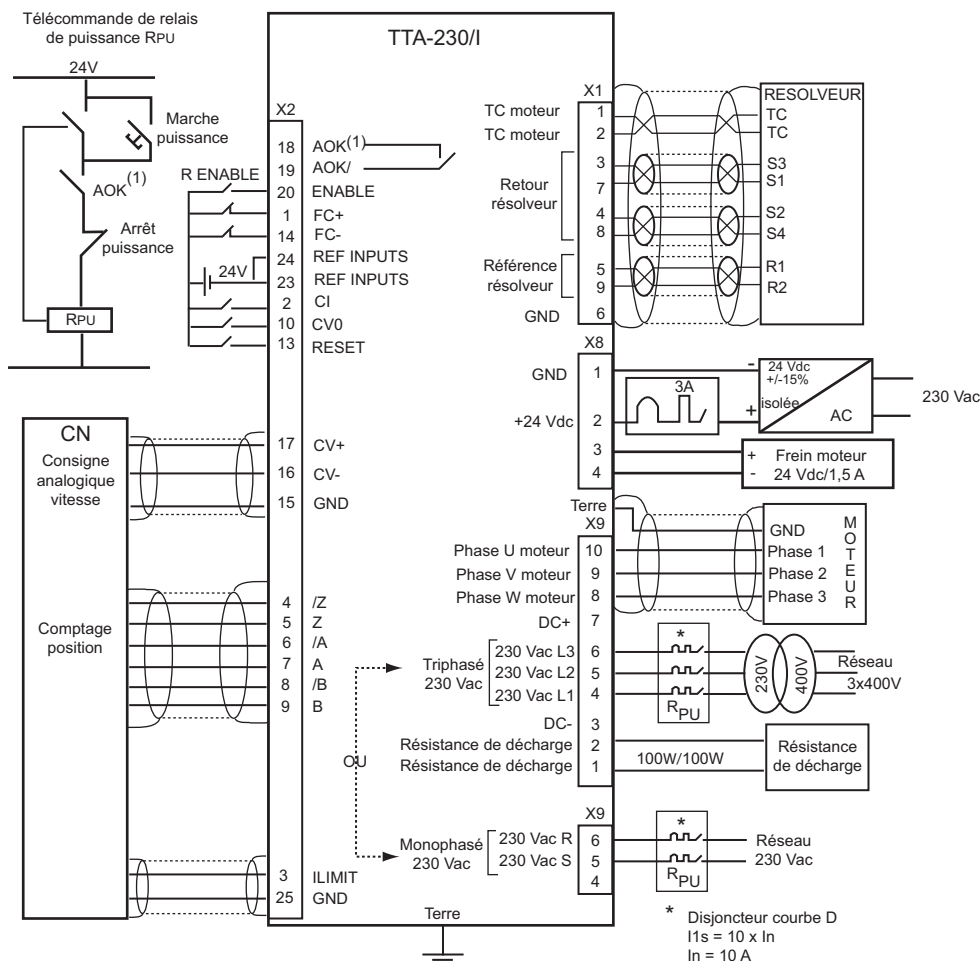 Télécommande de relais
de puissance RPU
24V
Marche
puissance
AOK(1)
Arrêt
puissance
RPU
TTA-230/I
X2
18 AOK(1)
19 AOK/
R ENABLE
20 ENABLE
1 FC+
14 FC-
24 REF INPUTS
24V
23 REF INPUTS
2 CI
10 CV0
13 RESET
CN
Consigne
analogique
vitesse
17 CV+
16 CV-
15 GND
Comptage
position
4 /Z
5 Z
6 /A
7 A
8 /B
9 B
3 ILIMIT
25 GND
OU
Terre
X1
TC moteur 1
TC moteur 2
Retour
résolveur
3
7
4
8
Référence
résolveur
5
9
GND 6
RESOLVEUR
TC
TC
S3
S1
S2
S4
R1
R2
X8
GND 1
+24 Vdc 2
3
4
3A
-
+
24 Vdc
+/-15%
isolée
AC
230 Vac
+ Frein moteur
- 24 Vdc/1,5 A
Terre
X9
Phase U moteur 10
Phase V moteur 9
Phase W moteur 8
DC+ 7
GND
Phase 1
Phase 2
Phase 3
MOTEUR
Triphasé
230 Vac
230 Vac L3 6
230 Vac L2 5
230 Vac L1 4
*
RPU
230V
400V
Réseau
3x400V
DC- 3
Résistance de décharge 2
Résistance de décharge 1
100W/100W
Résistance
de décharge
X9
Monophasé
230 Vac
230 Vac R 6
230 Vac S 5
4
*
RPU
Réseau
230 Vac
* Disjoncteur courbe D
I1s = 10 x In
In = 10 A